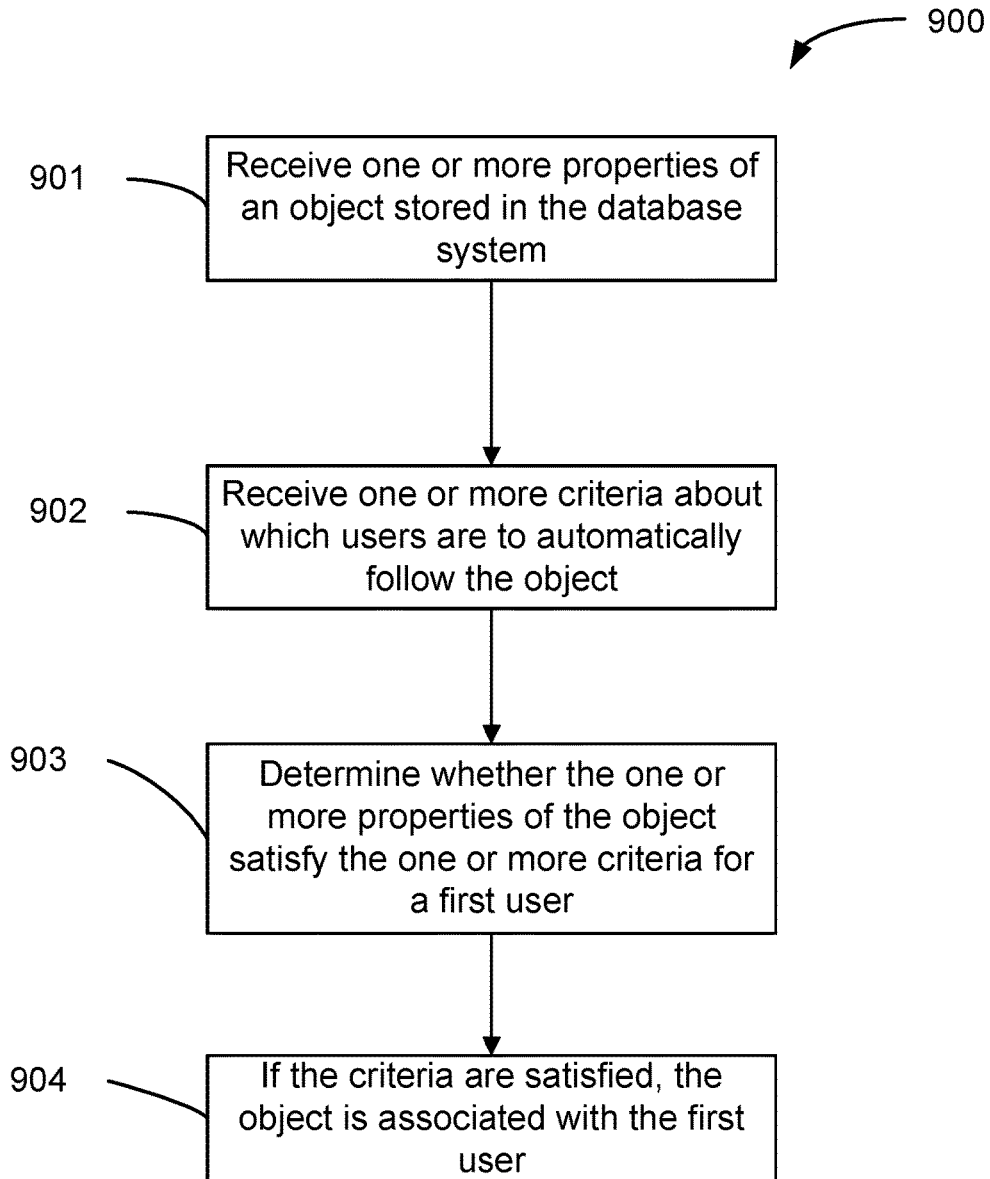 900
901
Receive one or more properties of
an object stored in the database
system
902
Receive one or more criteria about
which users are to automatically
follow the object
903
Determine whether the one or
more properties of the object
satisfy the one or more criteria for
a first user
904
If the criteria are satisfied, the
object is associated with the first
user